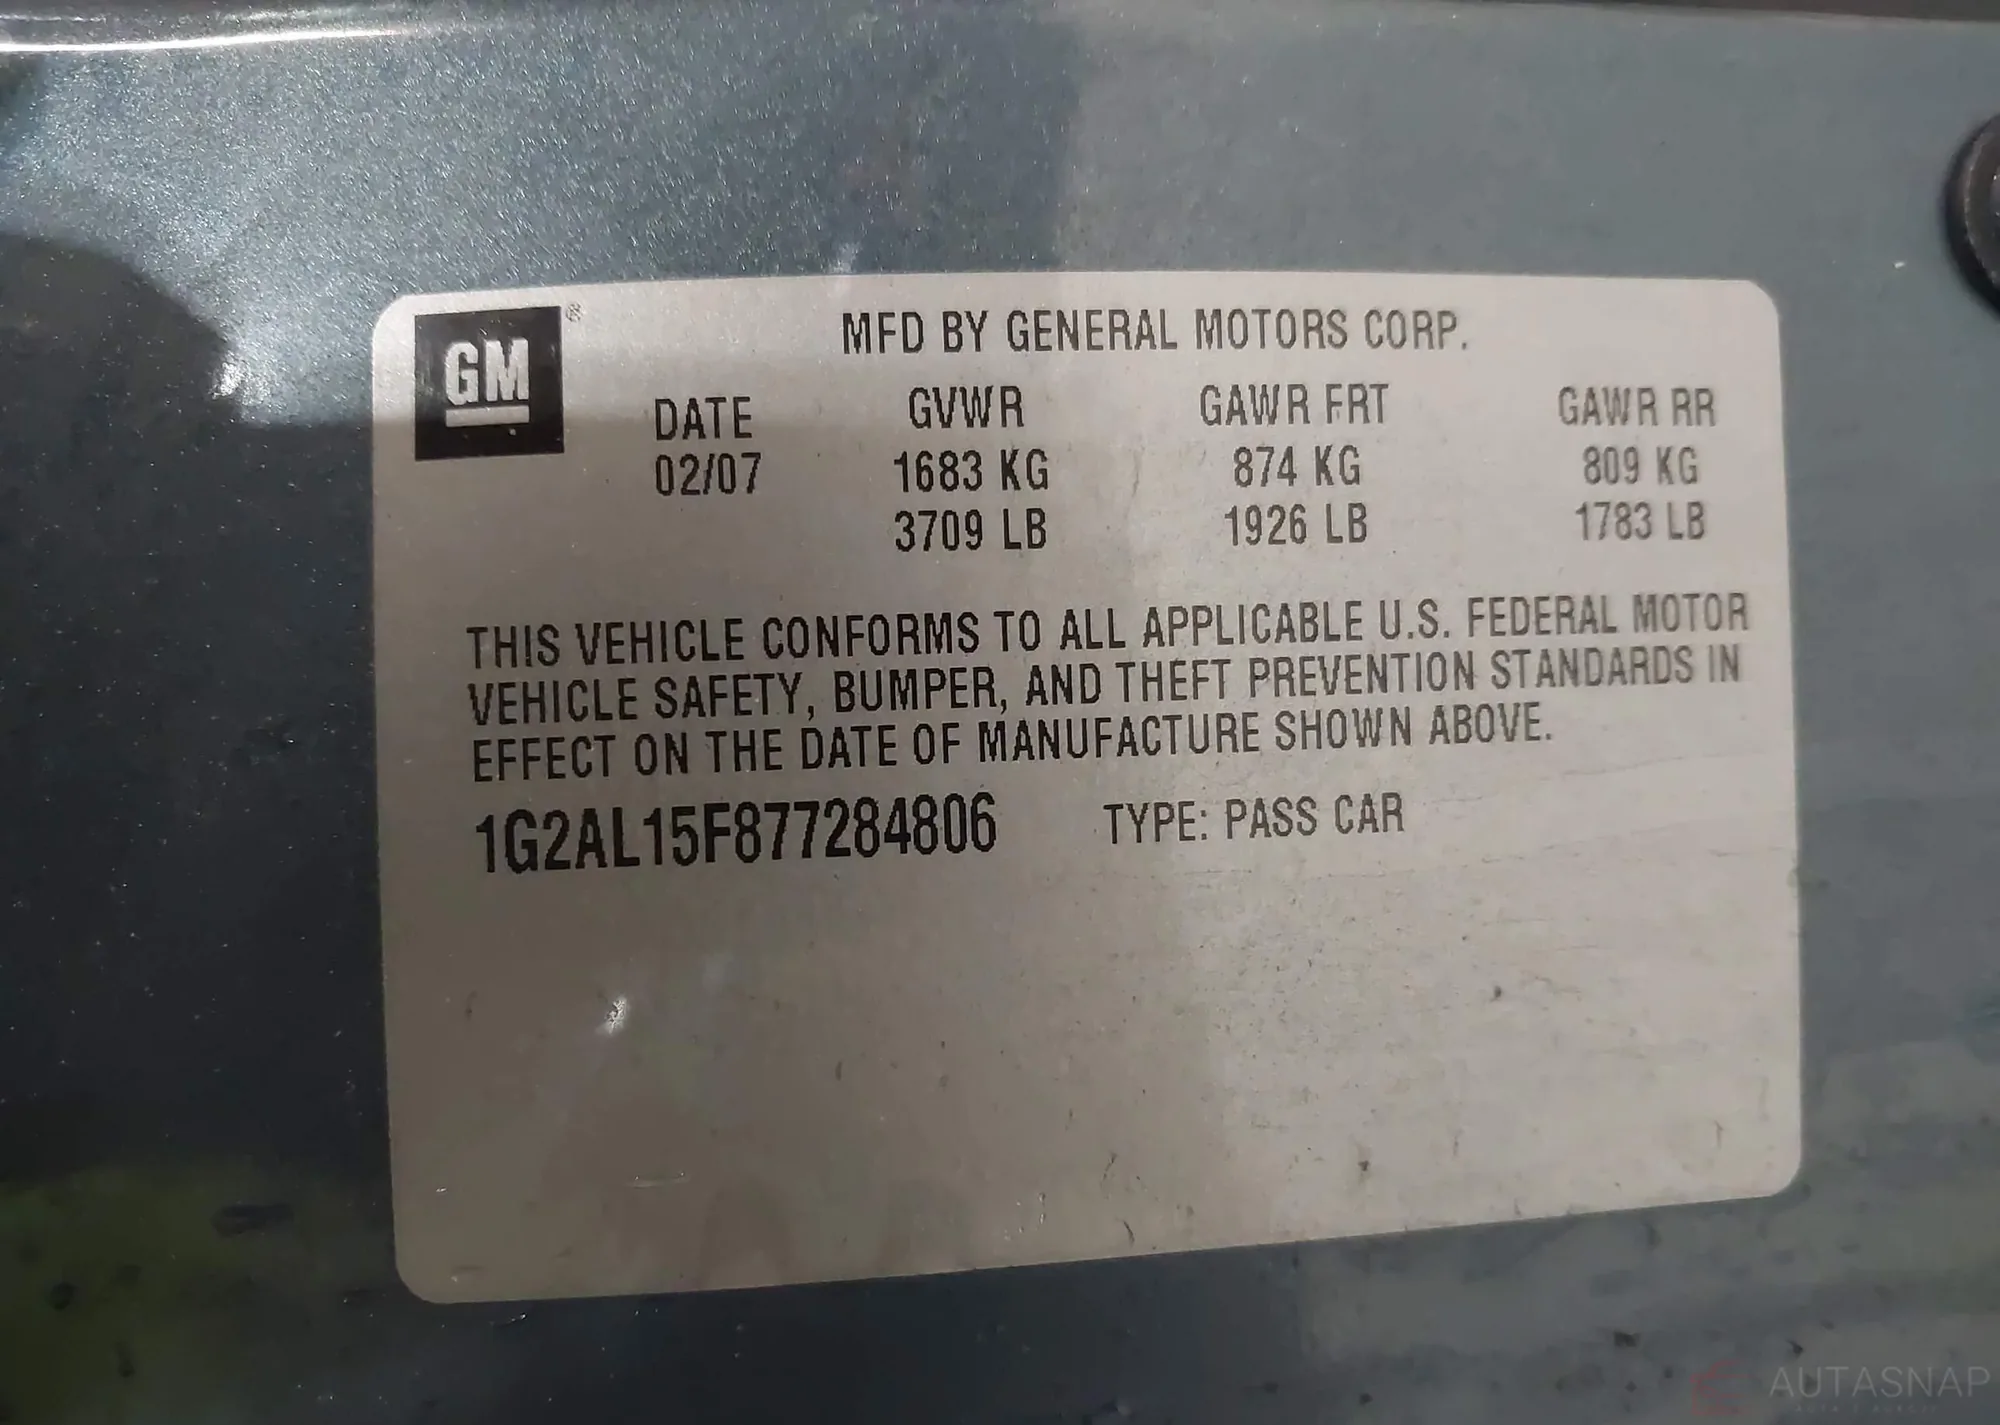 GM ®
MFD BY GENERAL MOTORS CORP.
DATE GVWR GAWR FRT GAWR RR
02/07 1683 KG 874 KG 809 KG
3709 LB 1926 LB 1783 LB
THIS VEHICLE CONFORMS TO ALL APPLICABLE U.S. FEDERAL MOTOR
VEHICLE SAFETY, BUMPER, AND THEFT PREVENTION STANDARDS IN
EFFECT ON THE DATE OF MANUFACTURE SHOWN ABOVE.
1G2AL15F877284806 TYPE: PASS CAR
AUTASNAP